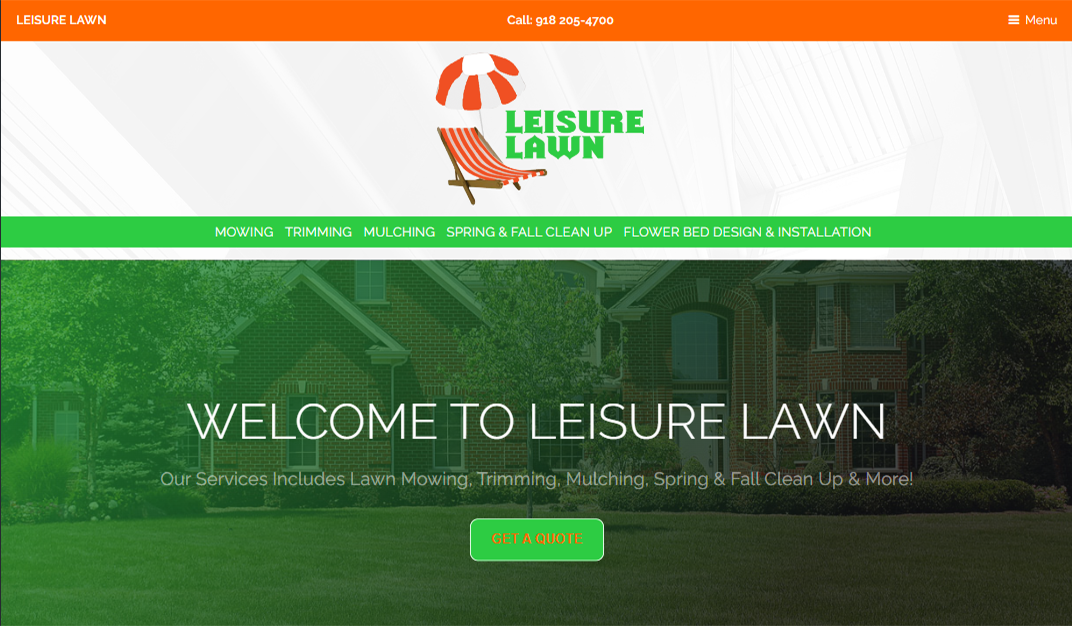 LEISURE LAWN
Call: 918 205-4700
Menu
LEISURE
LAWN
MOWING TRIMMING MULCHING SPRING & FALL CLEAN UP FLOWER BED DESIGN & INSTALLATION
WELCOME TO LEISURE LAWN
Our Services Includes Lawn Mowing, Trimming, Mulching, Spring & Fall Clean Up & More!
GET A QUOTE